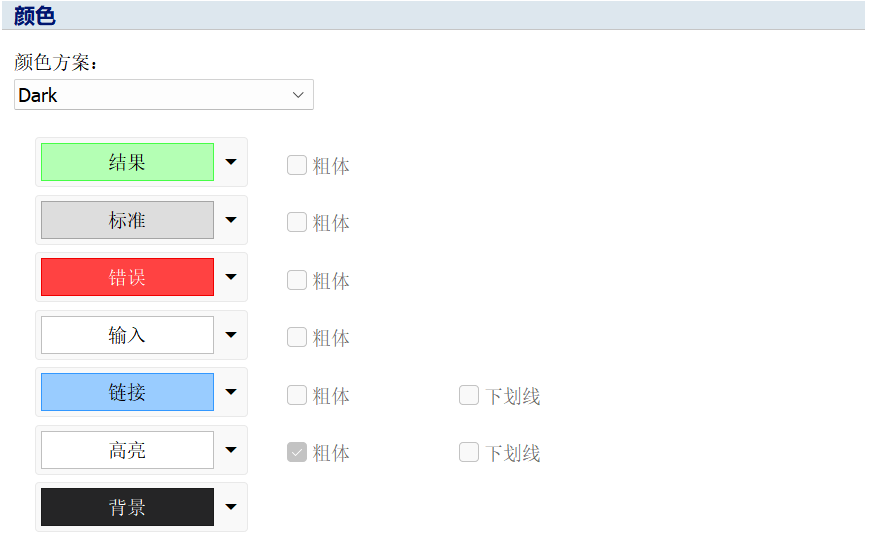 颜色
颜色方案：
Dark
结果 粗体
标准 粗体
错误 粗体
输入 粗体
链接 粗体 下划线
高亮 粗体 下划线
背景